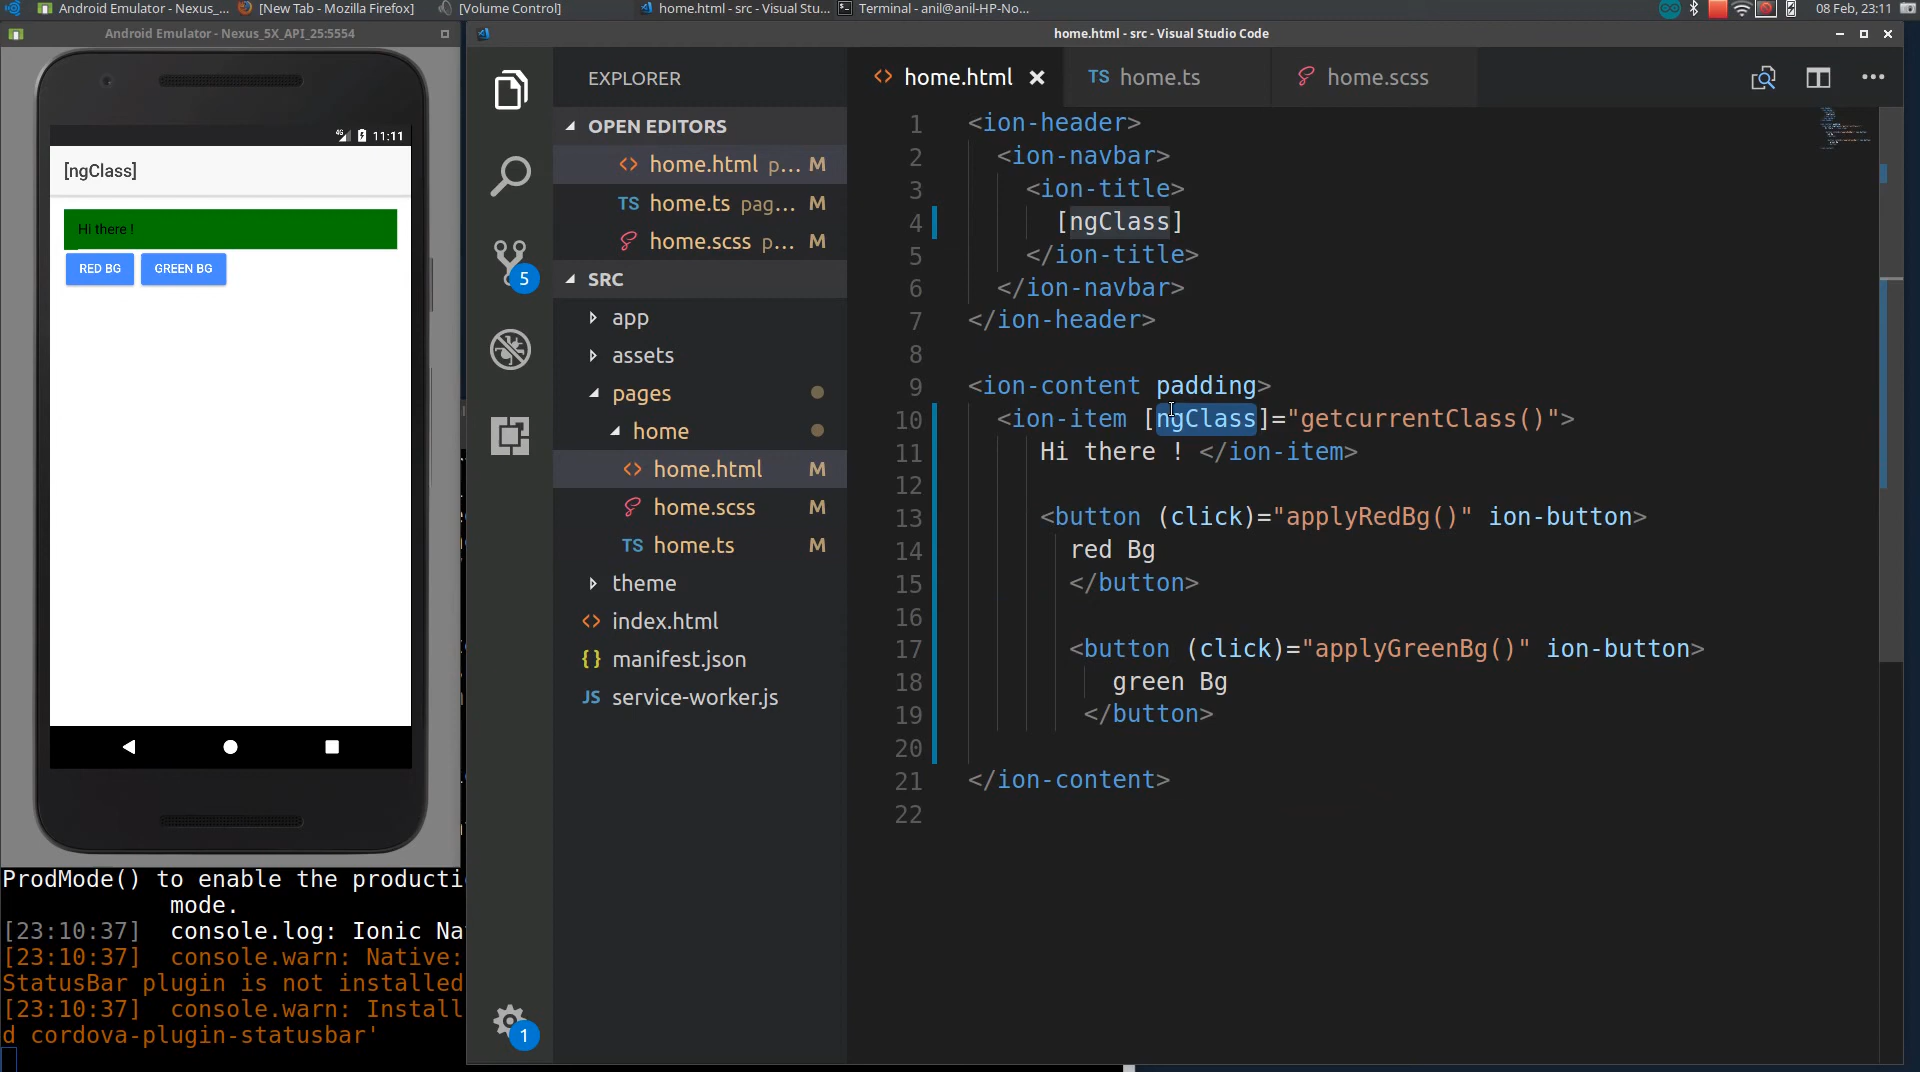 Android Emulator - Nexus_...
[New Tab - Mozilla Firefox]
[Volume Control]
home.html - src - Visual Stu...
Terminal - anil@anil-HP-No...
08 Feb, 23:11
Android Emulator - Nexus_5X_API_25:5554
4G
11:11
[ngClass]
Hi there !
RED BG
GREEN BG
ProdMode() to enable the producti
mode.
[23:10:37] console.log: Ionic Na
[23:10:37] console.warn: Native:
StatusBar plugin is not installed
[23:10:37] console.warn: Install
d cordova-plugin-statusbar'
home.html - src - Visual Studio Code
5
1
EXPLORER
OPEN EDITORS
home.html p... M
TS home.ts pag... M
home.scss p... M
SRC
app
assets
pages
home
home.html M
home.scss M
TS home.ts M
theme
index.html
{} manifest.json
JS service-worker.js
home.html
TS home.ts
home.scss
1 <ion-header>
2 <ion-navbar>
3 <ion-title>
4 [ngClass]
5 </ion-title>
6 </ion-navbar>
7 </ion-header>
8
9 <ion-content padding>
10 <ion-item [ngClass]="getcurrentClass()">
11 Hi there ! </ion-item>
12
13 <button (click)="applyRedBg()" ion-button>
14 red Bg
15 </button>
16
17 <button (click)="applyGreenBg()" ion-button>
18 green Bg
19 </button>
20
21 </ion-content>
22